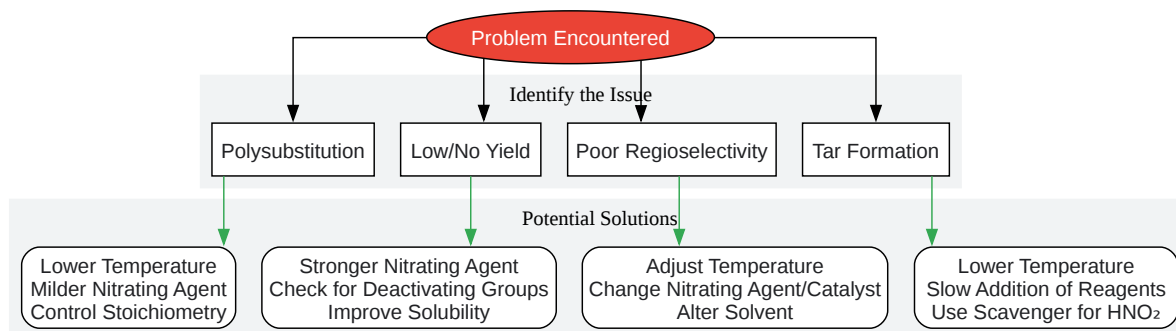 Problem Encountered
Identify the Issue
Polysubstitution
Low/No Yield
Poor Regioselectivity
Tar Formation
Potential Solutions
Lower Temperature
Milder Nitrating Agent
Control Stoichiometry
Stronger Nitrating Agent
Check for Deactivating Groups
Improve Solubility
Adjust Temperature
Change Nitrating Agent/Catalyst
Alter Solvent
Lower Temperature
Slow Addition of Reagents
Use Scavenger for HNO₂